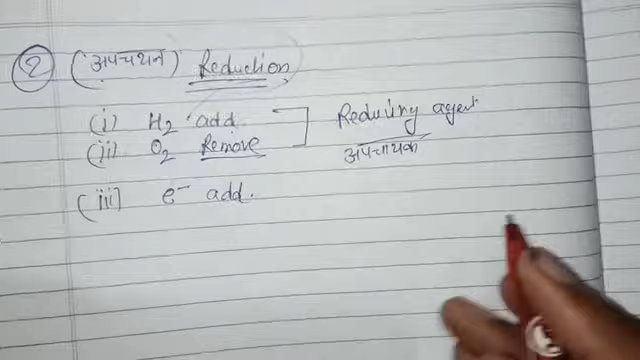 2 (अपचयन) Reduction,
(i) H2 add ] Reducing agent
(ii) O2 Remove अपचायक
(iii) e- add.